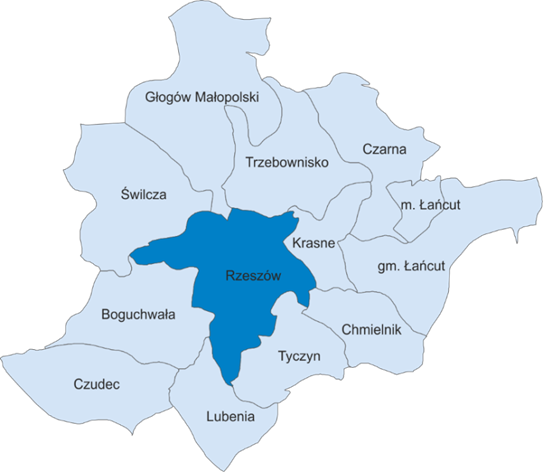 Głogów Małopolski
Czarna
Trzebownisko
Świlcza
m. Łańcut
Krasne
gm. Łańcut
Rzeszów
Boguchwała
Chmielnik
Tyczyn
Czudec
Lubenia